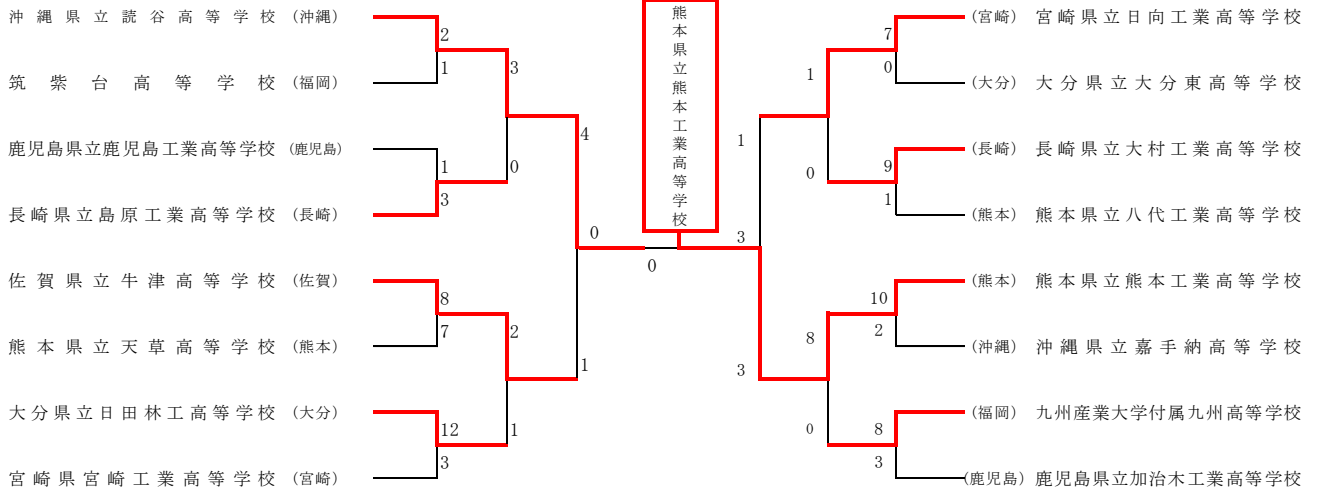 沖縄県立読谷高等学校 (沖縄)
2
1
筑紫台高等学校 (福岡)
3
鹿児島県立鹿児島工業高等学校 (鹿児島)
1
3
0
長崎県立島原工業高等学校 (長崎)
4
0
佐賀県立牛津高等学校 (佐賀)
8
7
熊本県立天草高等学校 (熊本)
2
1
大分県立日田林工高等学校 (大分)
12
3
1
宮崎県宮崎工業高等学校 (宮崎)
熊本県立熊本工業高等学校
0
3
(宮崎) 宮崎県立日向工業高等学校
7
0
(大分) 大分県立大分東高等学校
1
1
0
(長崎) 長崎県立大村工業高等学校
9
1
(熊本) 熊本県立八代工業高等学校
(熊本) 熊本県立熊本工業高等学校
10
2
(沖縄) 沖縄県立嘉手納高等学校
8
3
0
(福岡) 九州産業大学付属九州高等学校
8
3
(鹿児島) 鹿児島県立加治木工業高等学校